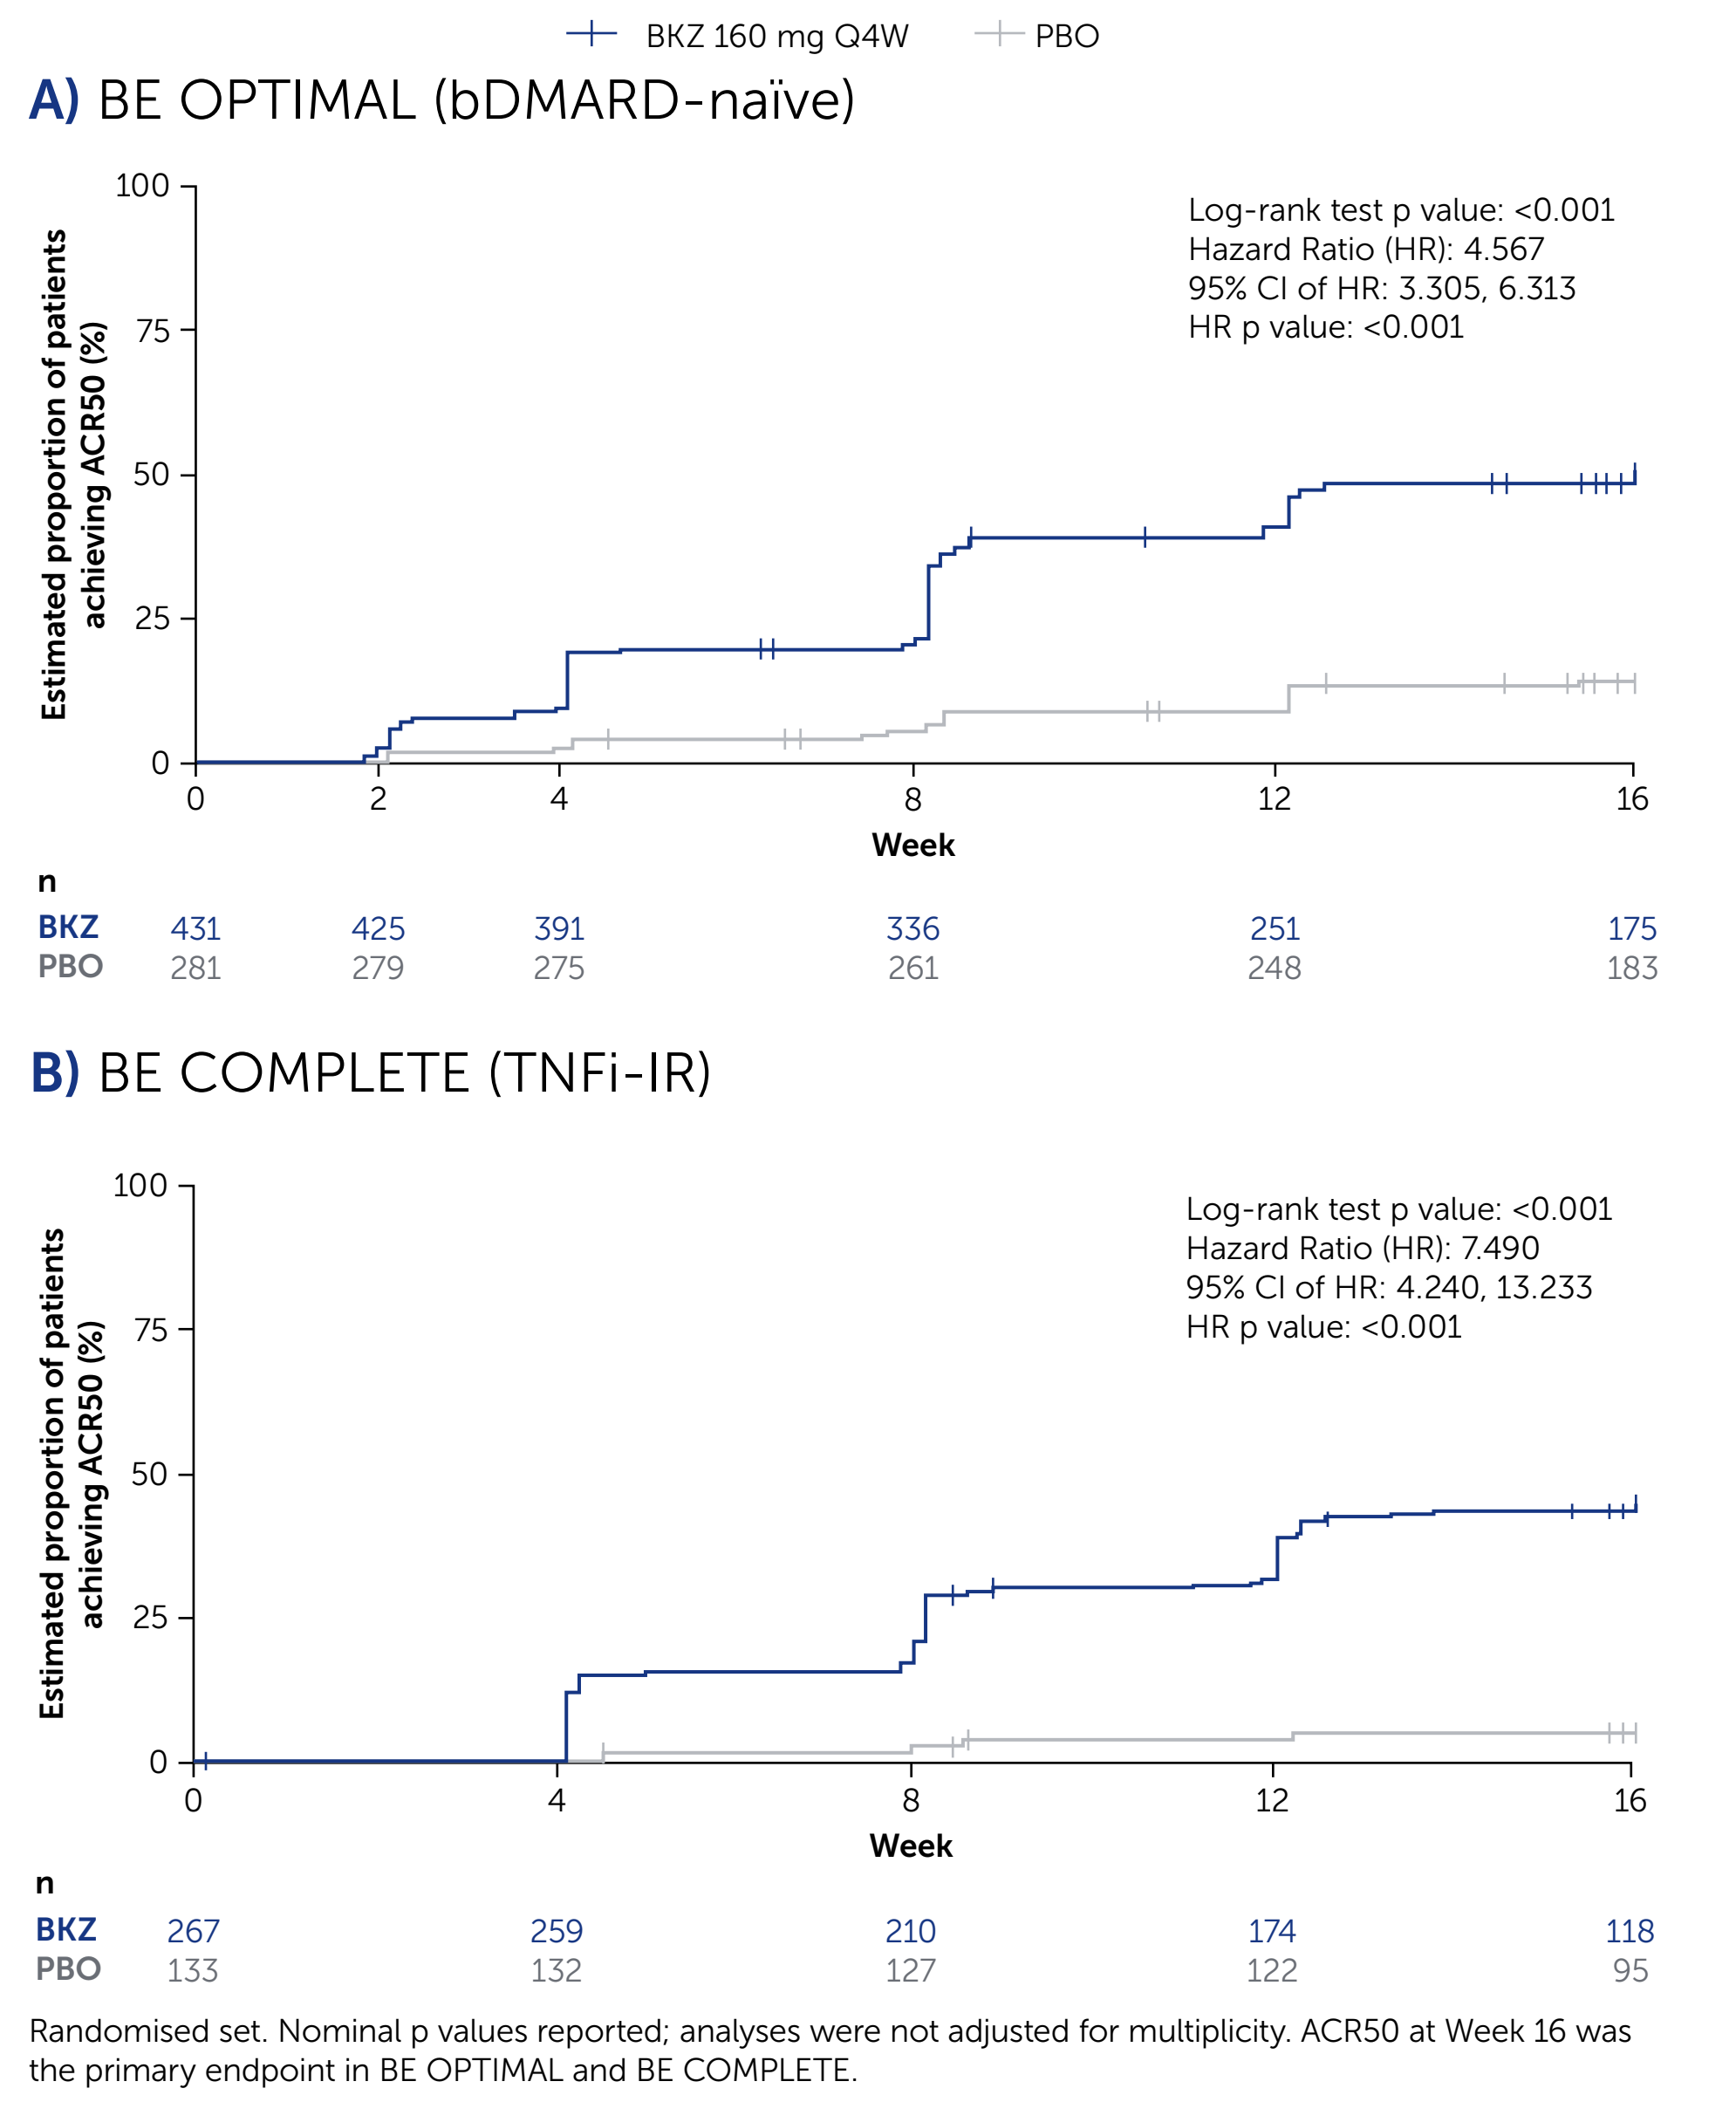 BKZ 160 mg Q4W PBO
A) BE OPTIMAL (bDMARD-naïve)
Estimated proportion of patients
achieving ACR50 (%)
100
75
50
25
0
Log-rank test p value: <0.001
Hazard Ratio (HR): 4.567
95% CI of HR: 3.305, 6.313
HR p value: <0.001
0 2 4 8 12 16
Week
n
BKZ 431 425 391 336 251 175
PBO 281 279 275 261 248 183
B) BE COMPLETE (TNFi-IR)
Estimated proportion of patients
achieving ACR50 (%)
100
75
50
25
0
Log-rank test p value: <0.001
Hazard Ratio (HR): 7.490
95% CI of HR: 4.240, 13.233
HR p value: <0.001
0 4 8 12 16
Week
n
BKZ 267 259 210 174 118
PBO 133 132 127 122 95
Randomised set. Nominal p values reported; analyses were not adjusted for multiplicity. ACR50 at Week 16 was
the primary endpoint in BE OPTIMAL and BE COMPLETE.